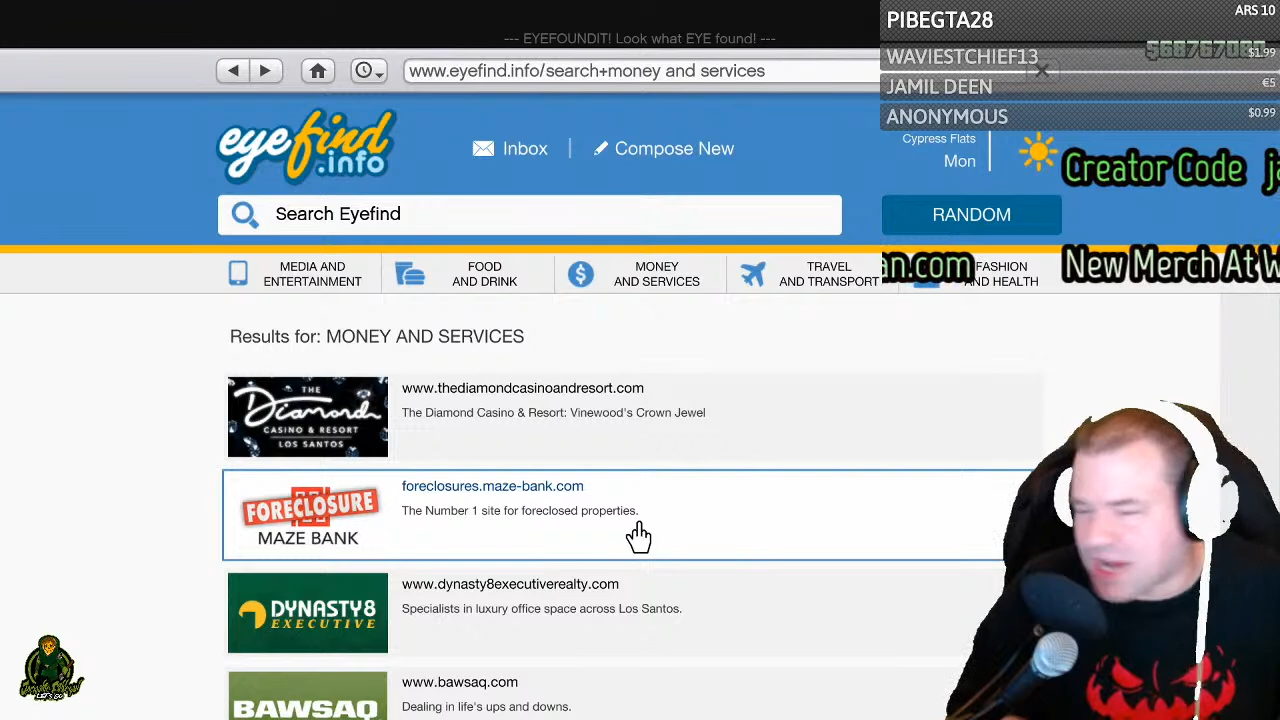 --- EYEFOUNDIT! Look what EYE found! ---
PIBEGTA28 ARS 10
WAVIESTCHIEF13 $1.99
JAMIL DEEN €5
ANONYMOUS $0.99
www.eyefind.info/search+money and services
eyefind
.info
Inbox
Compose New
Cypress Flats
Mon
Creator Code
Search Eyefind
RANDOM
an.com New Merch At
MEDIA AND
ENTERTAINMENT
FOOD
AND DRINK
MONEY
AND SERVICES
TRAVEL
AND TRANSPORT
FASHION
AND HEALTH
Results for: MONEY AND SERVICES
THE
Diamond
CASINO & RESORT
LOS SANTOS
www.thediamondcasinoandresort.com
The Diamond Casino & Resort: Vinewood's Crown Jewel
FORECLOSURE
MAZE BANK
foreclosures.maze-bank.com
The Number 1 site for foreclosed properties.
DYNASTY8
EXECUTIVE
www.dynasty8executiverealty.com
Specialists in luxury office space across Los Santos.
BAWSAQ
www.bawsaq.com
Dealing in life's ups and downs.
LET'S GO